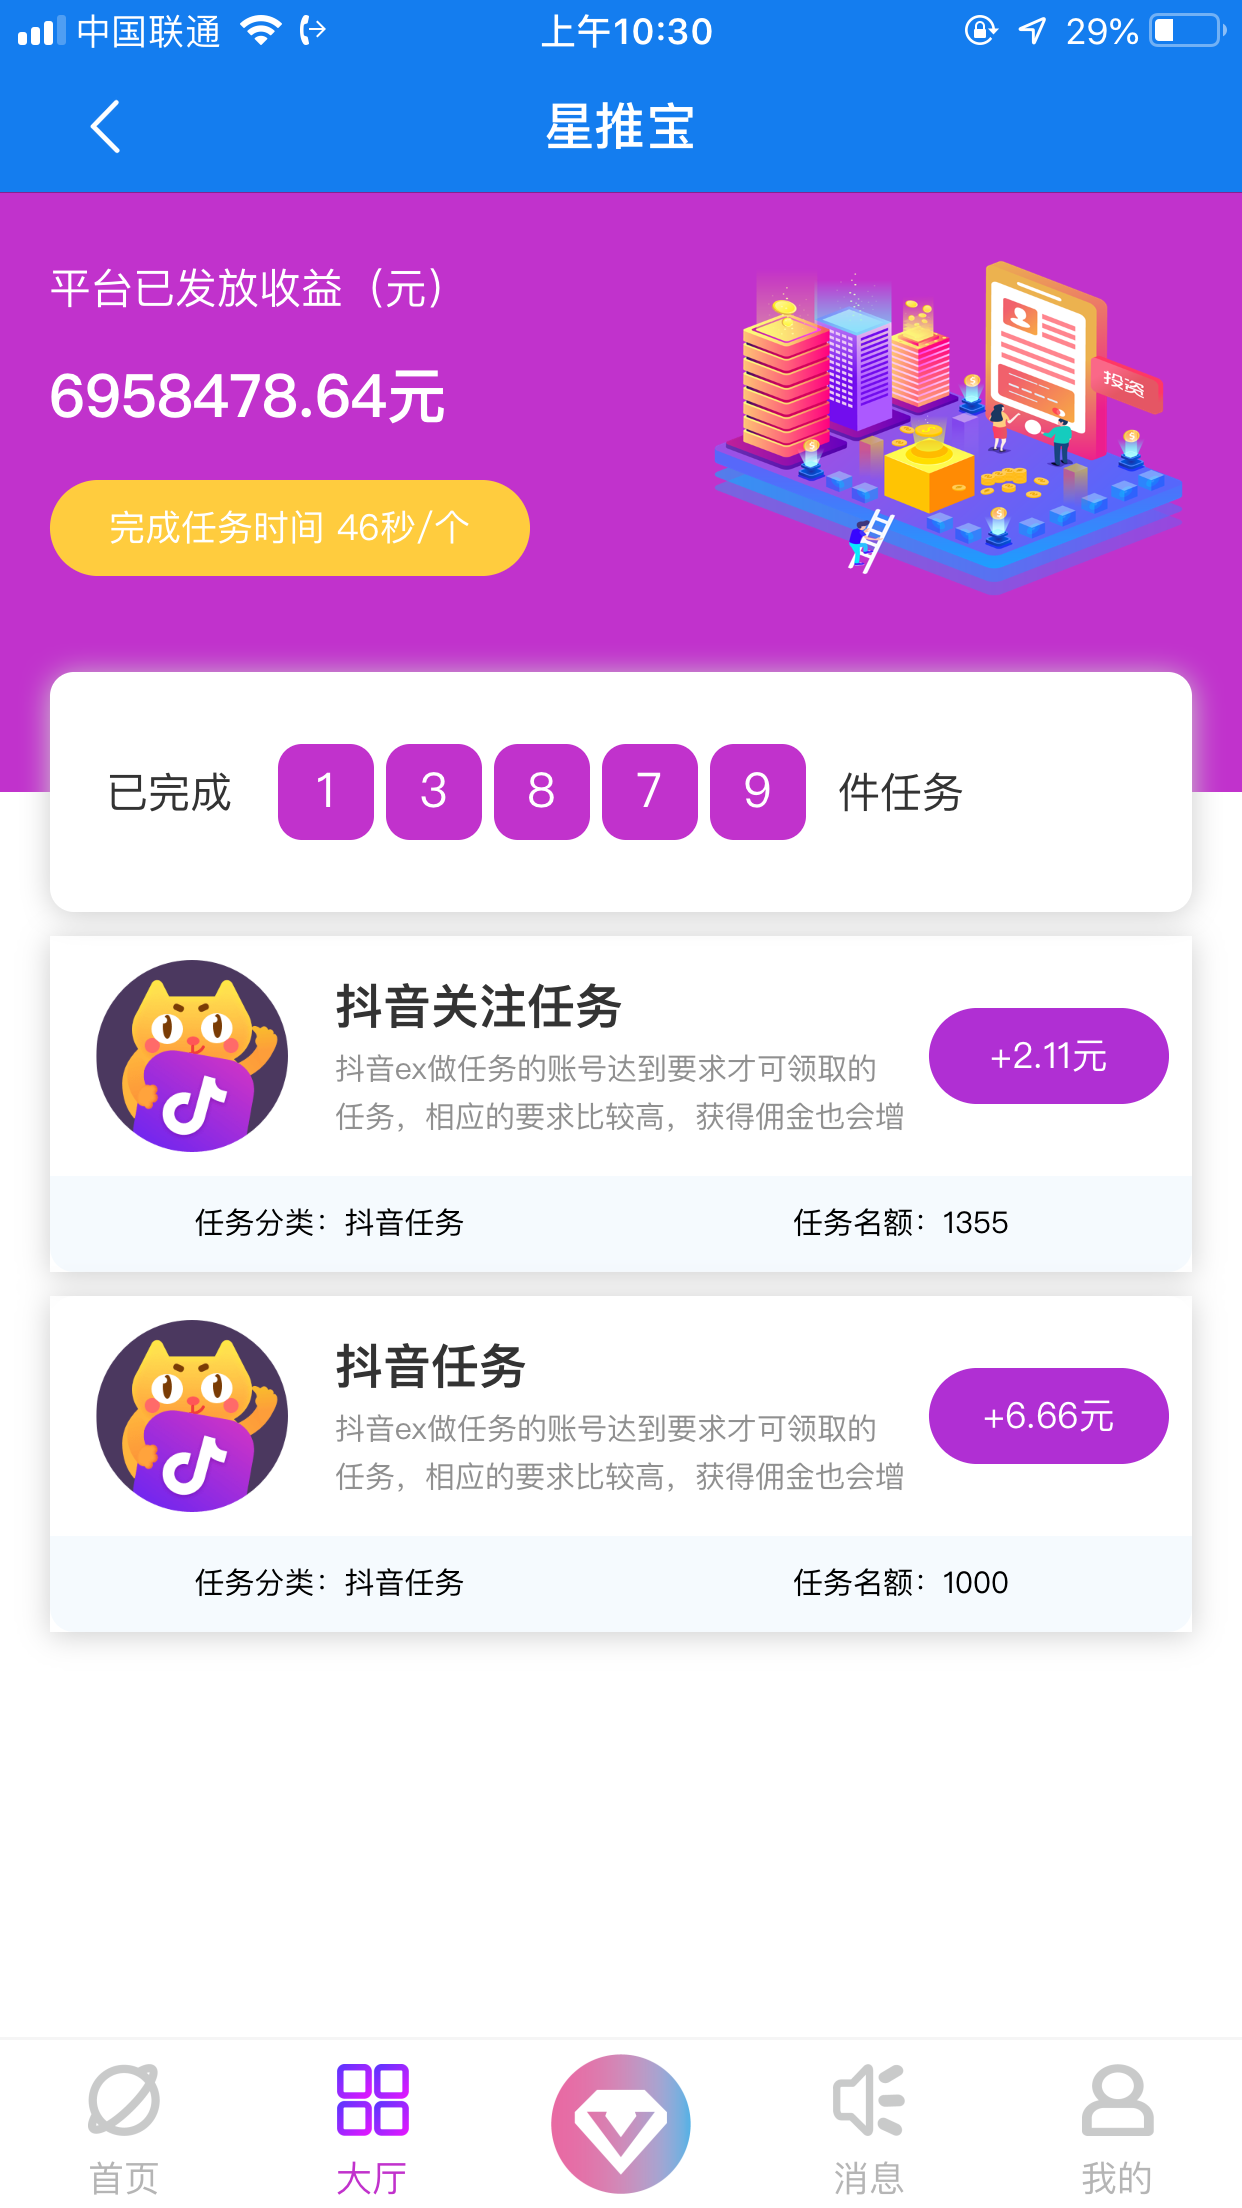 中国联通
上午10:30
29%
星推宝
平台已发放收益（元）
6958478.64元
投资
完成任务时间 46秒/个
已完成 1 3 8 7 9 件任务
抖音关注任务
抖音ex做任务的账号达到要求才可领取的
任务，相应的要求比较高，获得佣金也会增
+2.11元
任务分类：抖音任务
任务名额：1355
抖音任务
抖音ex做任务的账号达到要求才可领取的
任务，相应的要求比较高，获得佣金也会增
+6.66元
任务分类：抖音任务
任务名额：1000
首页
大厅
消息
我的